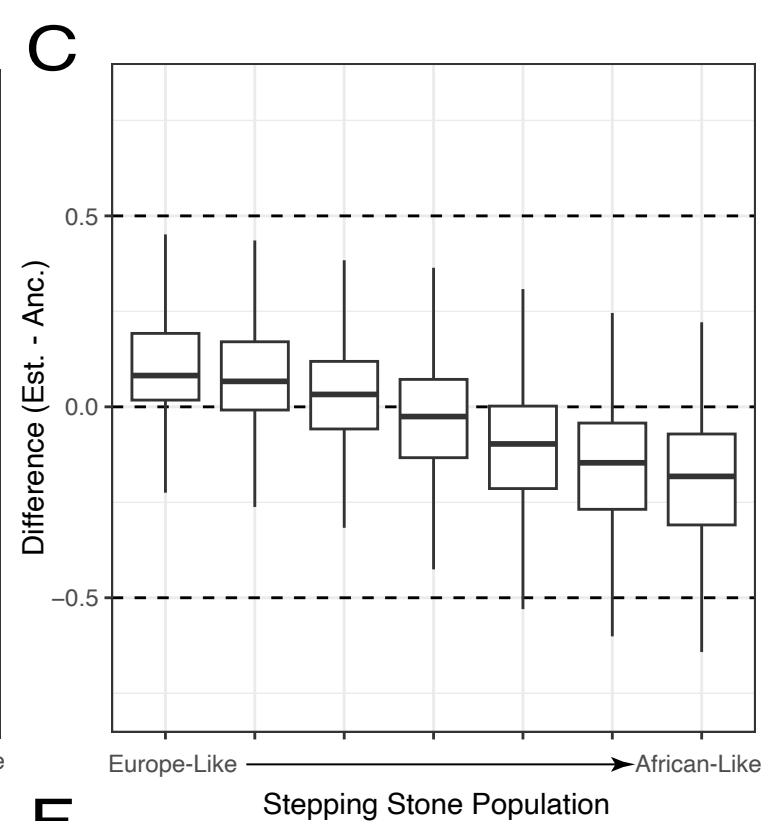 C
0.5
0.0
−0.5
Difference (Est. - Anc.)
Europe-Like
African-Like
Stepping Stone Population